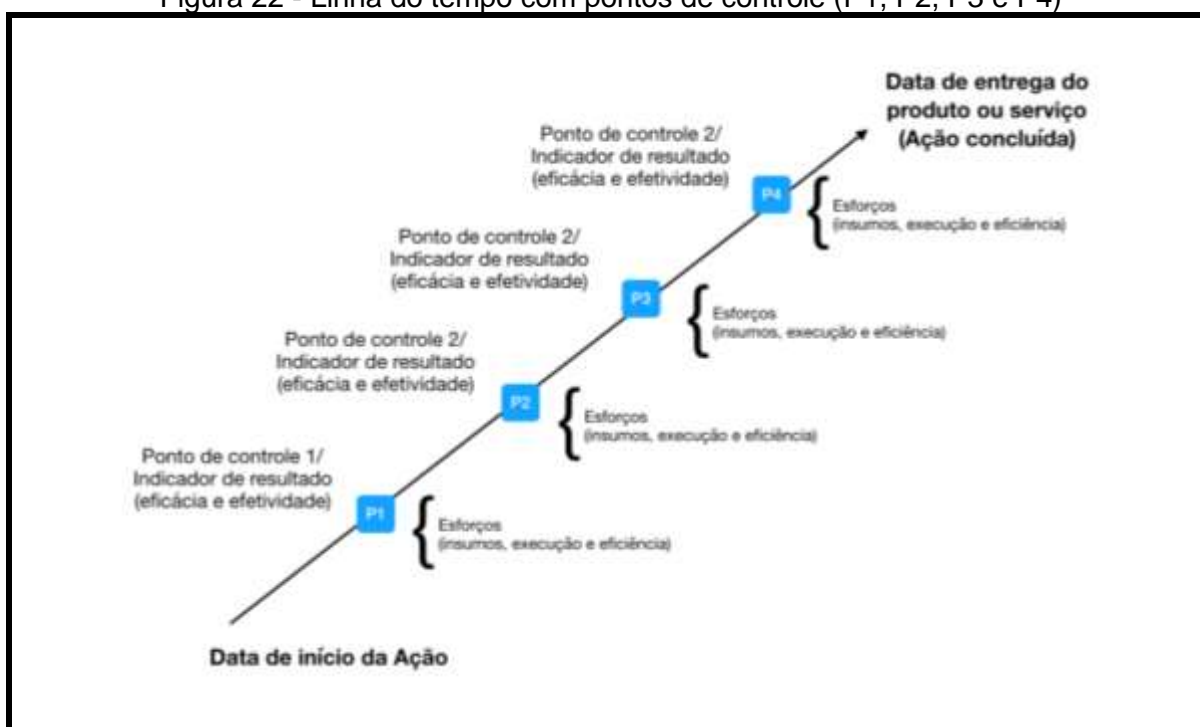 Figura 22 - Linha do tempo com pontos de controle (P1, P2, P3 e P4)
Data de entrega do
produto ou serviço
(Ação concluída)
Ponto de controle 2/
Indicador de resultado
(eficácia e efetividade)
P4
Esforços
(insumos, execução e eficiência)
Ponto de controle 2/
Indicador de resultado
(eficácia e efetividade)
P3
Esforços
(insumos, execução e eficiência)
Ponto de controle 2/
Indicador de resultado
(eficácia e efetividade)
P2
Esforços
(insumos, execução e eficiência)
Ponto de controle 1/
Indicador de resultado
(eficácia e efetividade)
P1
Esforços
(insumos, execução e eficiência)
Data de início da Ação